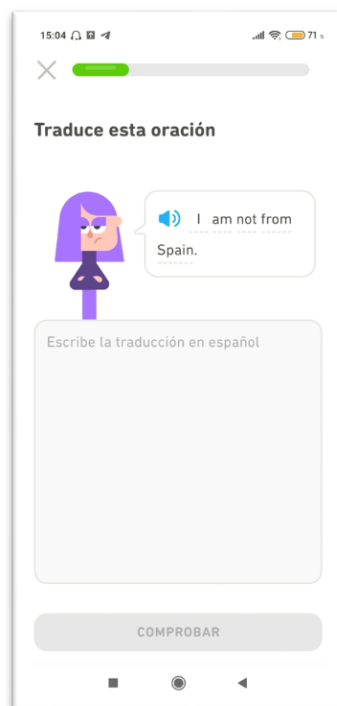 15:04 71
Traduce esta oración
I am not from
Spain.
Escribe la traducción en español
COMPROBAR